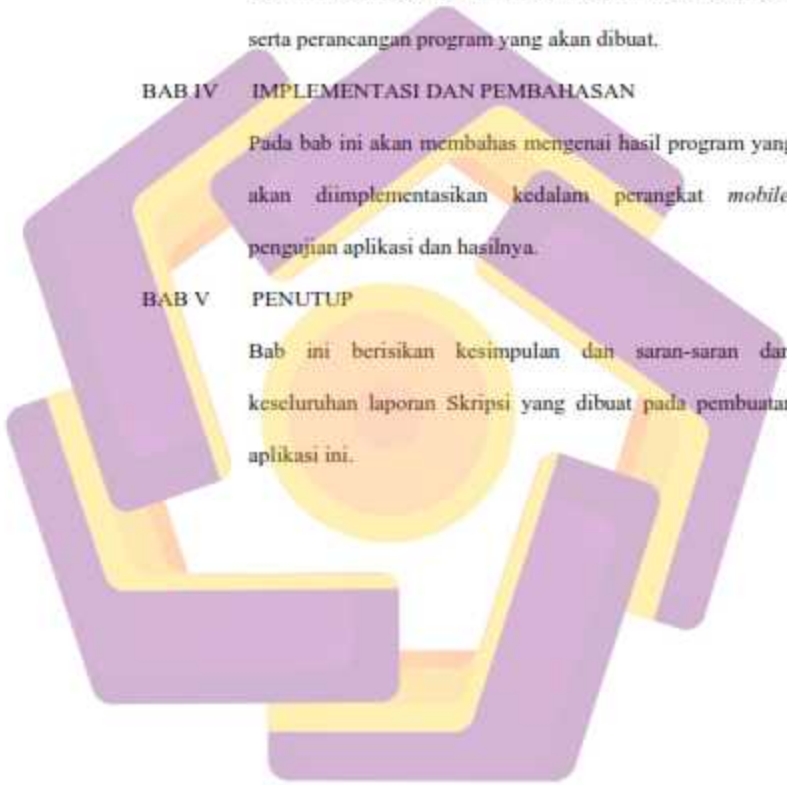 serta perancangan program yang akan dibuat.
BAB IV IMPLEMENTASI DAN PEMBAHASAN
Pada bab ini akan membahas mengenai hasil program yang
akan diimplementasikan kedalam perangkat mobile
pengujian aplikasi dan hasilnya.
BAB V PENUTUP
Bab ini berisikan kesimpulan dan saran-saran dar
keseluruhan laporan Skripsi yang dibuat pada pembuatan
aplikasi ini.